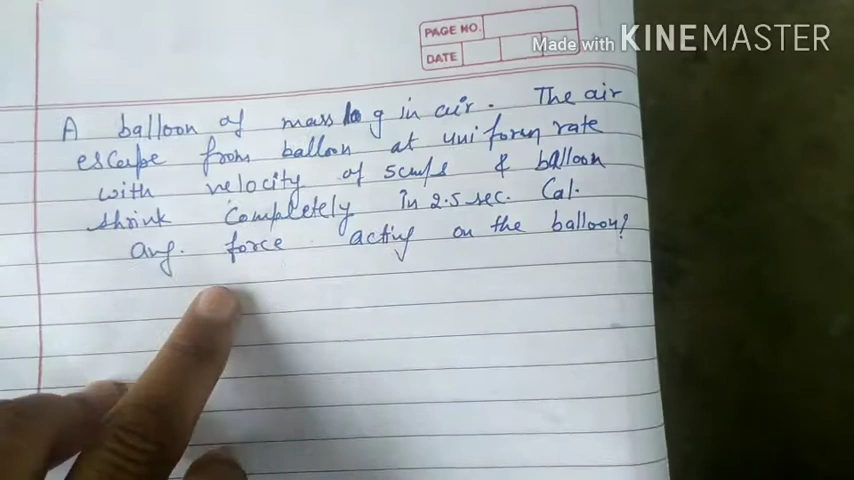 PAGE NO.
DATE
Made with KINEMASTER
A balloon of mass 10 g in air. The air
escape from balloon at uniform rate
with velocity of 5cm/s & balloon
shrink completely in 2.5 sec. Cal.
avg. force acting on the balloon?